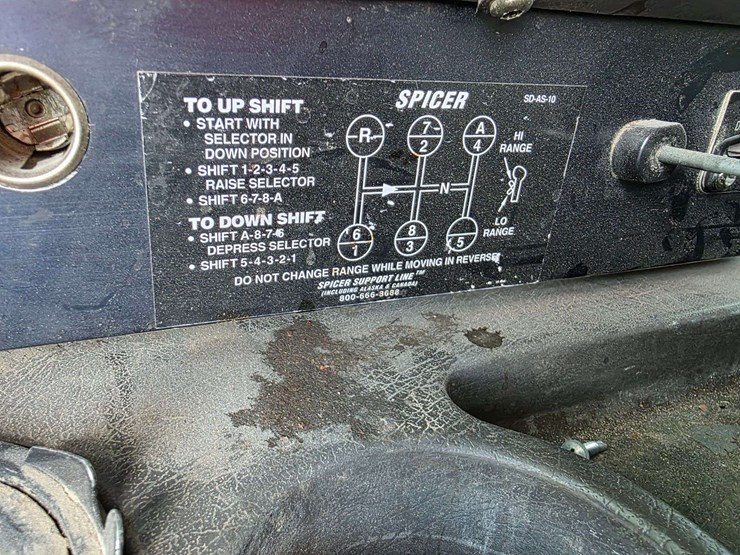 TO UP SHIFT
• START WITH
SELECTOR IN
DOWN POSITION
• SHIFT 1-2-3-4-5
RAISE SELECTOR
• SHIFT 6-7-8-A
TO DOWN SHIFT
• SHIFT A-8-7-6
DEPRESS SELECTOR
• SHIFT 5-4-3-2-1
SPICER
SD-AS-10
R
7
2
A
4
N
6
1
8
3
5
HI
RANGE
LO
RANGE
DO NOT CHANGE RANGE WHILE MOVING IN REVERSE
SPICER SUPPORT LINE TM
(INCLUDING ALASKA & CANADA)
800-666-8688